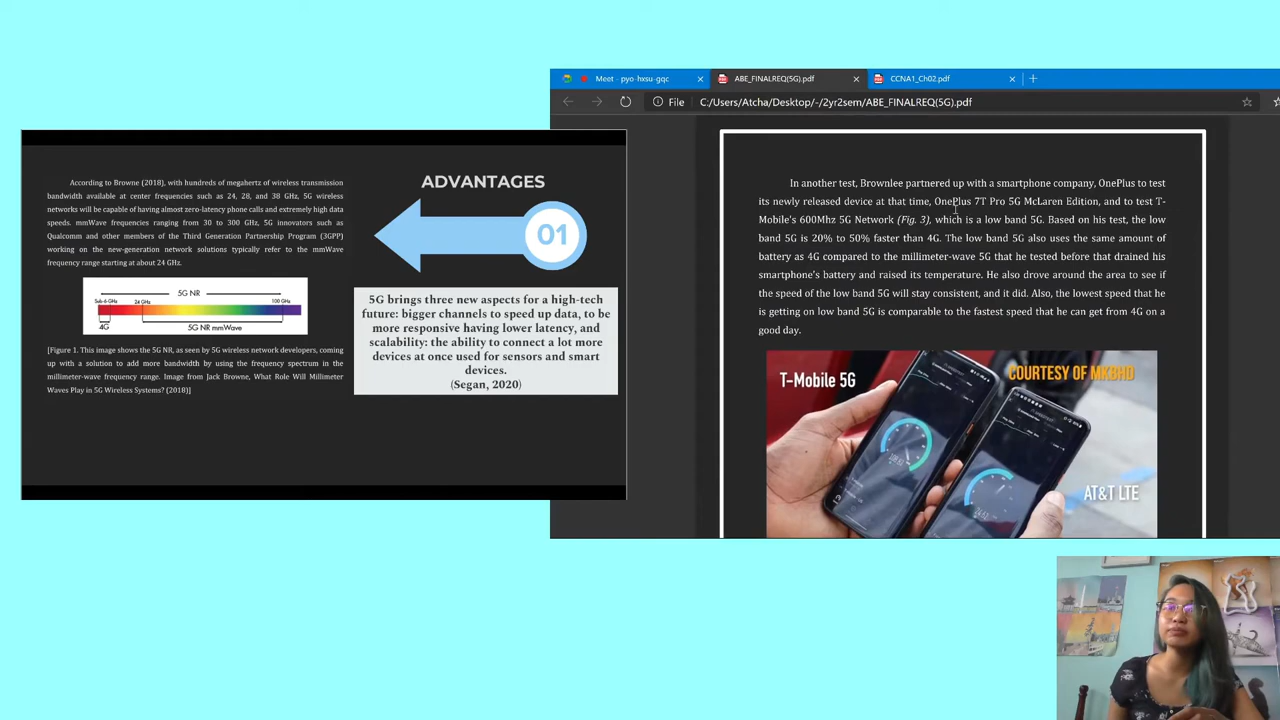 According to Browne (2018), with hundreds of megahertz of wireless transmission
bandwidth available at center frequencies such as 24, 28, and 38 GHz, 5G wireless
networks will be capable of having almost zero-latency phone calls and extremely high data
speeds. mmWave frequencies ranging from 30 to 300 GHz, 5G innovators such as
Qualcomm and other members of the Third Generation Partnership Program (3GPP)
working on the new-generation network solutions typically refer to the mmWave
frequency range starting at about 24 GHz.
5G NR
Sub-6 GHz
24 GHz
100 GHz
4G
5G NR mmWave
[Figure 1. This image shows the 5G NR, as seen by 5G wireless network developers, coming
up with a solution to add more bandwidth by using the frequency spectrum in the
millimeter-wave frequency range. Image from Jack Browne, What Role Will Millimeter
Waves Play in 5G Wireless Systems? (2018)]
ADVANTAGES
01
5G brings three new aspects for a high-tech
future: bigger channels to speed up data, to be
more responsive having lower latency, and
scalability: the ability to connect a lot more
devices at once used for sensors and smart
devices.
(Segan, 2020)
Meet - pyo-hxsu-gqc
ABE_FINALREQ(5G).pdf
CCNA1_Ch02.pdf
File C:/Users/Atcha/Desktop/-/2yr2sem/ABE_FINALREQ(5G).pdf
In another test, Brownlee partnered up with a smartphone company, OnePlus to test
its newly released device at that time, OnePlus 7T Pro 5G McLaren Edition, and to test T-
Mobile's 600Mhz 5G Network (Fig. 3), which is a low band 5G. Based on his test, the low
band 5G is 20% to 50% faster than 4G. The low band 5G also uses the same amount of
battery as 4G compared to the millimeter-wave 5G that he tested before that drained his
smartphone's battery and raised its temperature. He also drove around the area to see if
the speed of the low band 5G will stay consistent, and it did. Also, the lowest speed that he
is getting on low band 5G is comparable to the fastest speed that he can get from 4G on a
good day.
T-Mobile 5G
COURTESY OF MKBHD
AT&T LTE